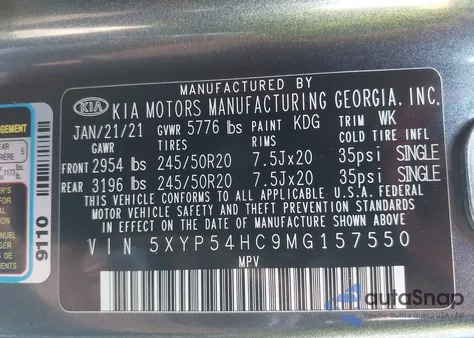 MANUFACTURED BY
KIA KIA MOTORS MANUFACTURING GEORGIA, INC.
JAN/21/21 GVWR 5776 lbs PAINT KDG TRIM WK
GAWR TIRES RIMS COLD TIRE INFL
FRONT 2954 lbs 245/50R20 7.5Jx20 35psi SINGLE
REAR 3196 lbs 245/50R20 7.5Jx20 35psi SINGLE
THIS VEHICLE CONFORMS TO ALL APPLICABLE FEDERAL
MOTOR VEHICLE SAFETY STANDARDS
IN EFFECT ON THE DATE OF MANUFACTURE SHOWN ABOVE.
VIN 5XYP54HC9MG157550
MPV
9110
autoSnap